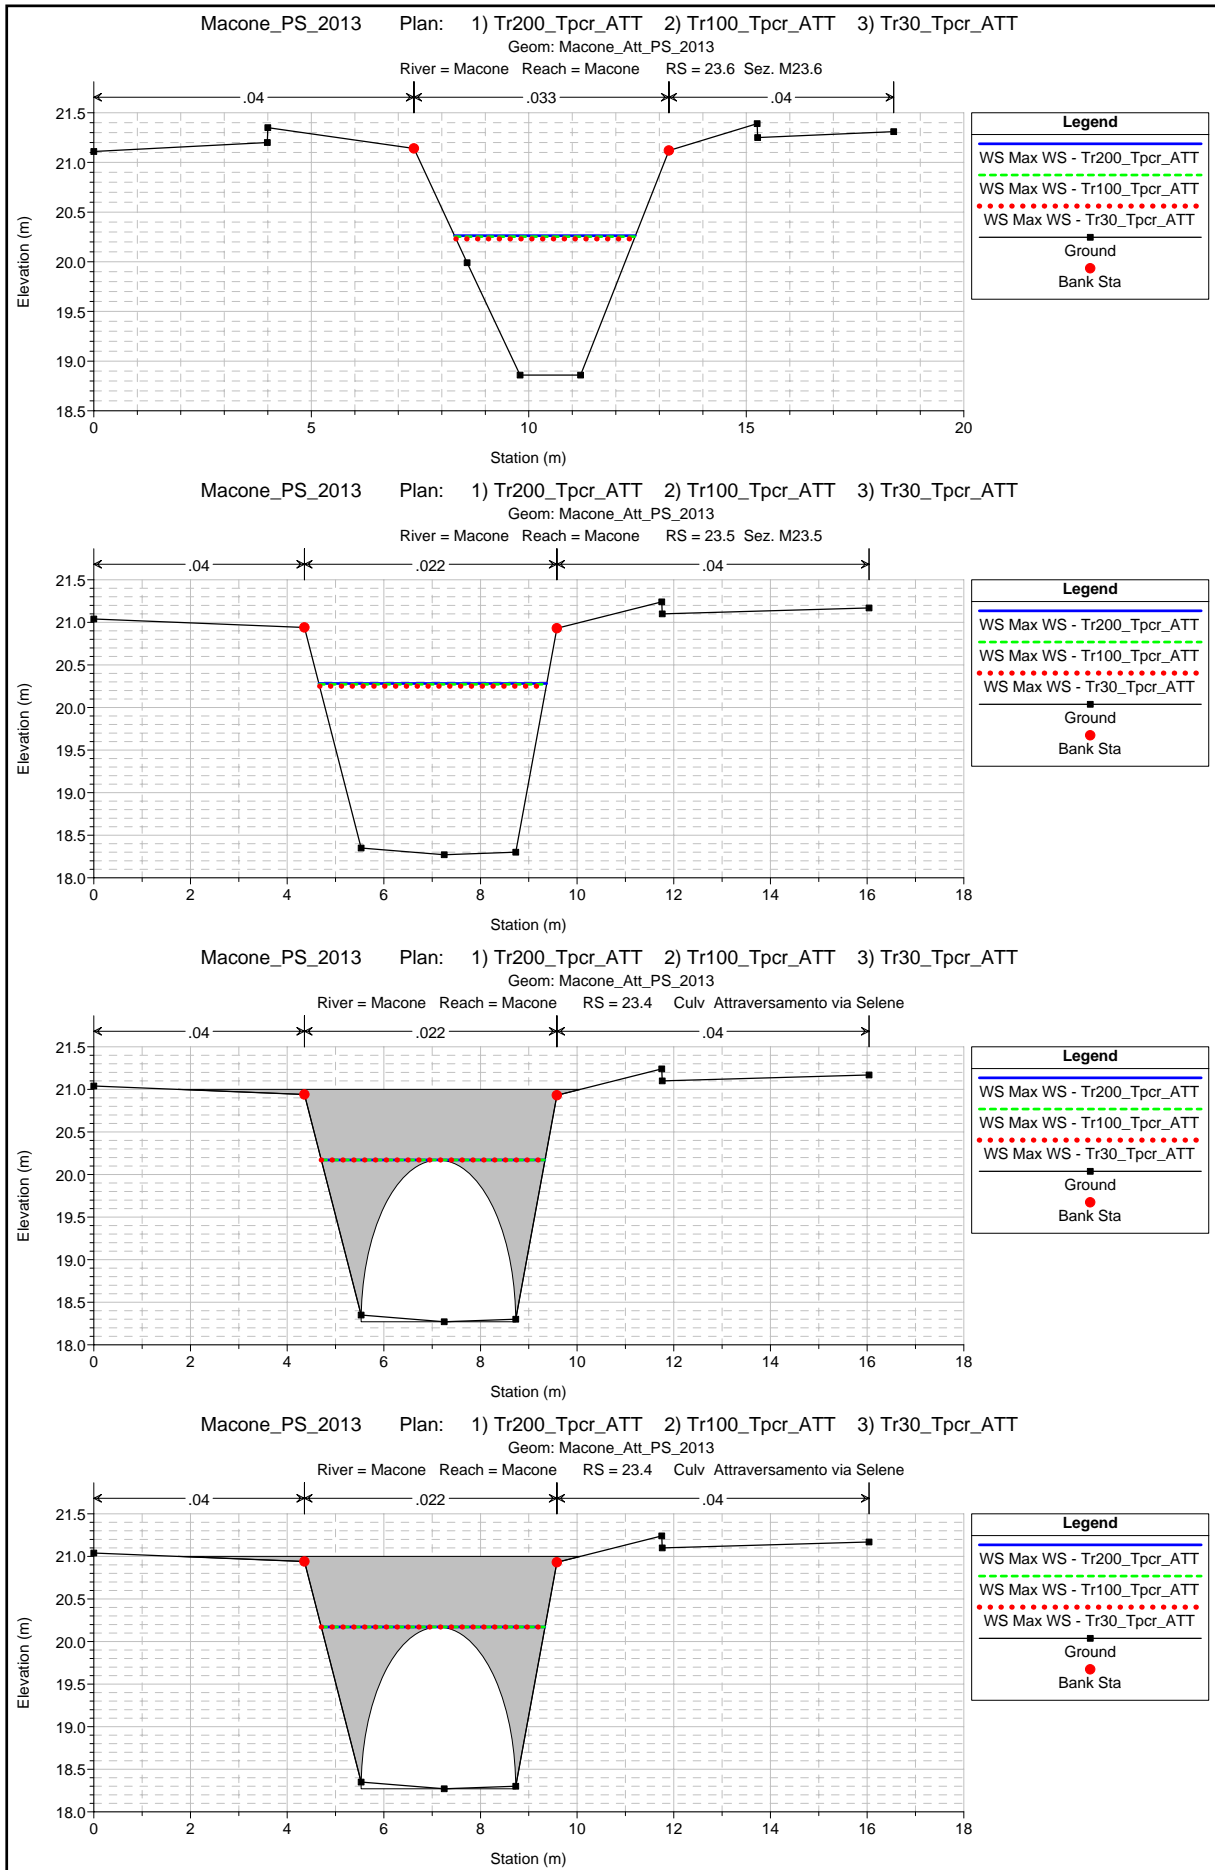 Macone_PS_2013 Plan: 1) Tr200_Tpcr_ATT 2) Tr100_Tpcr_ATT 3) Tr30_Tpcr_ATT
Geom: Macone_Att_PS_2013
River = Macone Reach = Macone RS = 23.6 Sez. M23.6
.04 .033 .04
21.5
21.0
20.5
20.0
19.5
19.0
18.5
Elevation (m)
0 5 10 15 20
Station (m)
Legend
WS Max WS - Tr200_Tpcr_ATT
WS Max WS - Tr100_Tpcr_ATT
WS Max WS - Tr30_Tpcr_ATT
Ground
Bank Sta
Macone_PS_2013 Plan: 1) Tr200_Tpcr_ATT 2) Tr100_Tpcr_ATT 3) Tr30_Tpcr_ATT
Geom: Macone_Att_PS_2013
River = Macone Reach = Macone RS = 23.5 Sez. M23.5
.04 .022 .04
21.5
21.0
20.5
20.0
19.5
19.0
18.5
18.0
Elevation (m)
0 2 4 6 8 10 12 14 16 18
Station (m)
Legend
WS Max WS - Tr200_Tpcr_ATT
WS Max WS - Tr100_Tpcr_ATT
WS Max WS - Tr30_Tpcr_ATT
Ground
Bank Sta
Macone_PS_2013 Plan: 1) Tr200_Tpcr_ATT 2) Tr100_Tpcr_ATT 3) Tr30_Tpcr_ATT
Geom: Macone_Att_PS_2013
River = Macone Reach = Macone RS = 23.4 Culv Attraversamento via Selene
.04 .022 .04
21.5
21.0
20.5
20.0
19.5
19.0
18.5
18.0
Elevation (m)
0 2 4 6 8 10 12 14 16 18
Station (m)
Legend
WS Max WS - Tr200_Tpcr_ATT
WS Max WS - Tr100_Tpcr_ATT
WS Max WS - Tr30_Tpcr_ATT
Ground
Bank Sta
Macone_PS_2013 Plan: 1) Tr200_Tpcr_ATT 2) Tr100_Tpcr_ATT 3) Tr30_Tpcr_ATT
Geom: Macone_Att_PS_2013
River = Macone Reach = Macone RS = 23.4 Culv Attraversamento via Selene
.04 .022 .04
21.5
21.0
20.5
20.0
19.5
19.0
18.5
18.0
Elevation (m)
0 2 4 6 8 10 12 14 16 18
Station (m)
Legend
WS Max WS - Tr200_Tpcr_ATT
WS Max WS - Tr100_Tpcr_ATT
WS Max WS - Tr30_Tpcr_ATT
Ground
Bank Sta